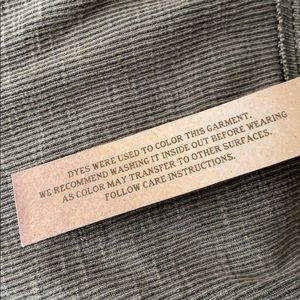 DYES WERE USED TO COLOR THIS GARMENT.
WE RECOMMEND WASHING IT INSIDE OUT BEFORE WEARING
AS COLOR MAY TRANSFER TO OTHER SURFACES.
FOLLOW CARE INSTRUCTIONS.